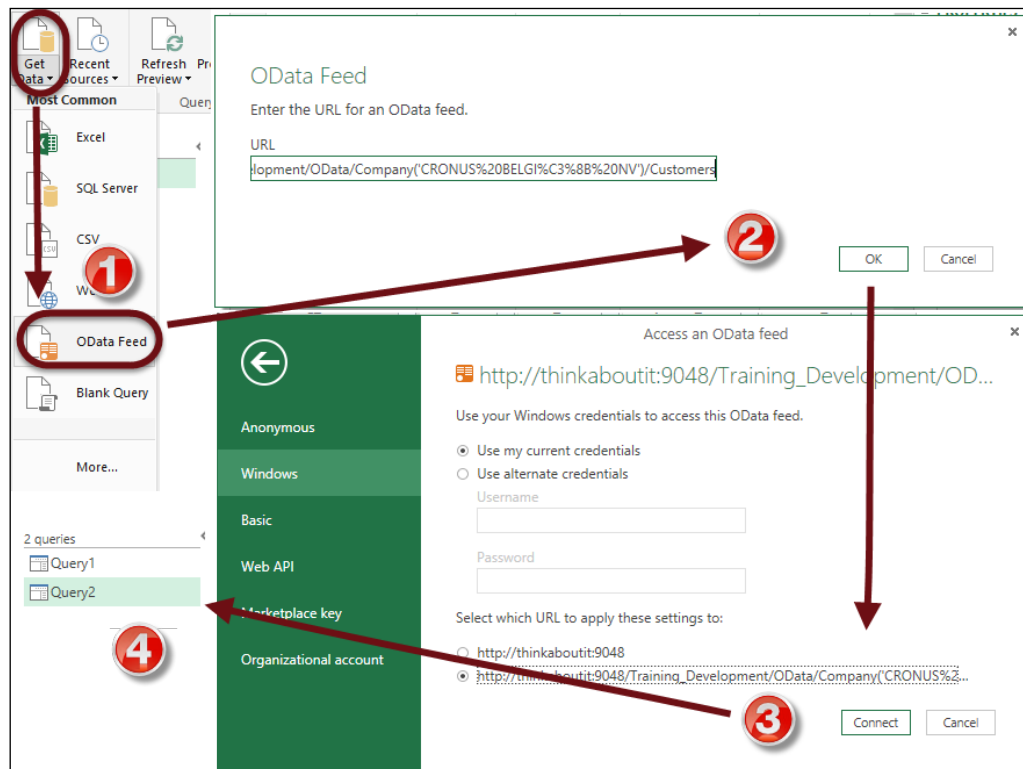 Get
Data
Recent
Sources
Refresh
Preview
Most Common
Query
Excel
SQL Server
CSV
1
OData Feed
Blank Query
More...
OData Feed
Enter the URL for an OData feed.
URL
elopment/OData/Company('CRONUS%20BELGI%C3%8B%20NV')/Customers
2
OK
Cancel
Access an OData feed
http://thinkaboutit:9048/Training_Development/OD...
Use your Windows credentials to access this OData feed.
Anonymous
Windows
Basic
Web API
Marketplace key
Organizational account
Use my current credentials
Use alternate credentials
Username
Password
Select which URL to apply these settings to:
http://thinkaboutit:9048
http://thinkaboutit:9048/Training_Development/OData/Company('CRONUS%2...
3
Connect
Cancel
2 queries
Query1
Query2
4